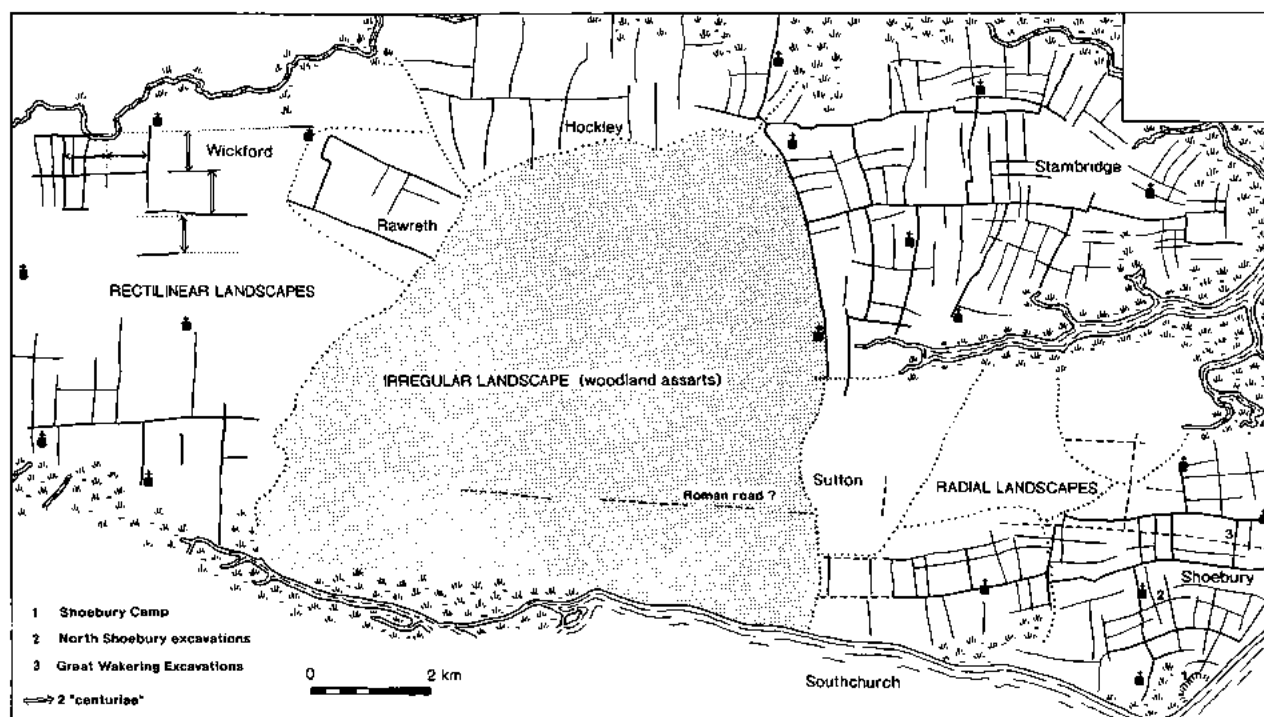 Hockley
Wickford
Stambridge
Rawreth
RECTILINEAR LANDSCAPES
IRREGULAR LANDSCAPE (woodland assarts)
Sutton
RADIAL LANDSCAPES
Roman road ?
3
Shoebury
2
1 Shoebury Camp
2 North Shoebury excavations
3 Great Wakering Excavations
0 2 km
Southchurch
1
2 "centuriae"